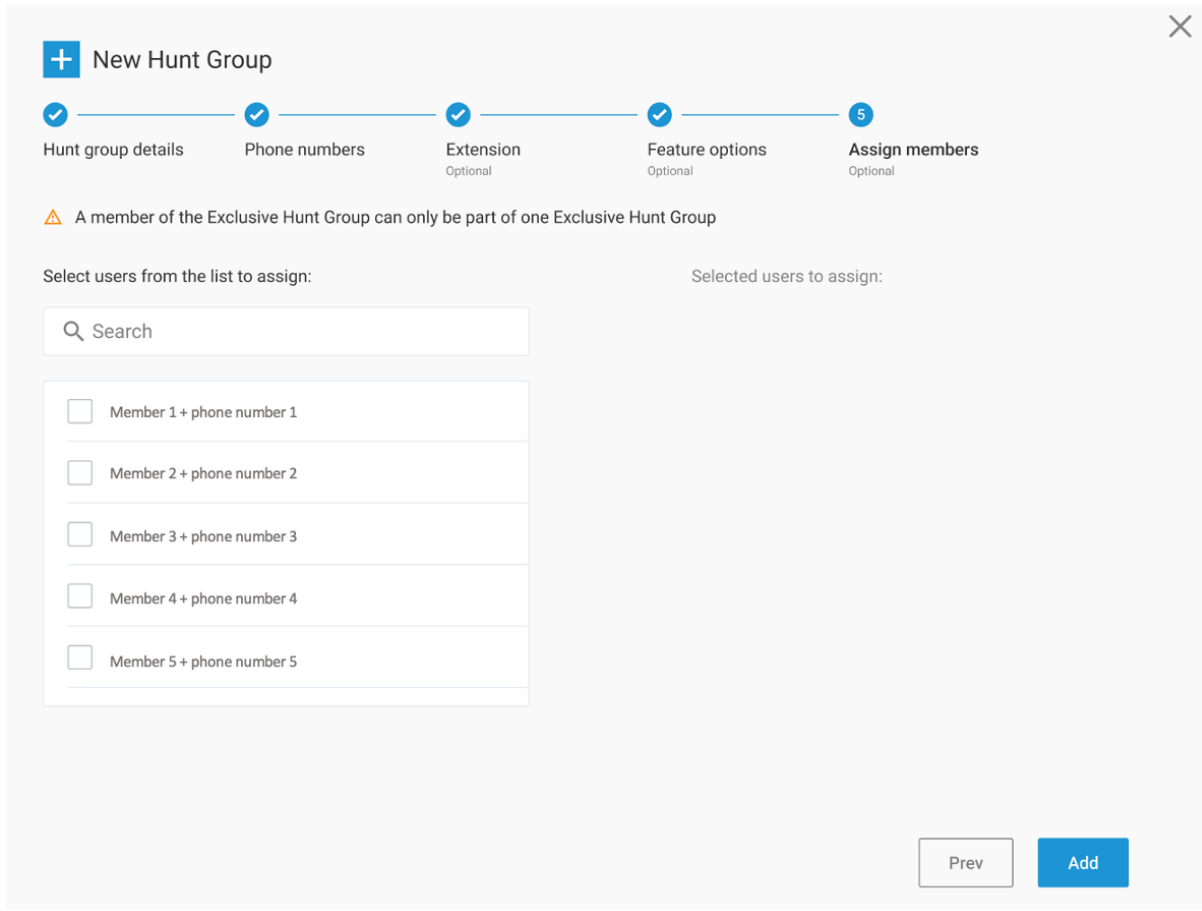 New Hunt Group
5
Hunt group details
Phone numbers
Extension
Optional
Feature options
Optional
Assign members
Optional
A member of the Exclusive Hunt Group can only be part of one Exclusive Hunt Group
Select users from the list to assign:
Selected users to assign:
Search
Member 1 + phone number 1
Member 2 + phone number 2
Member 3 + phone number 3
Member 4 + phone number 4
Member 5 + phone number 5
Prev
Add